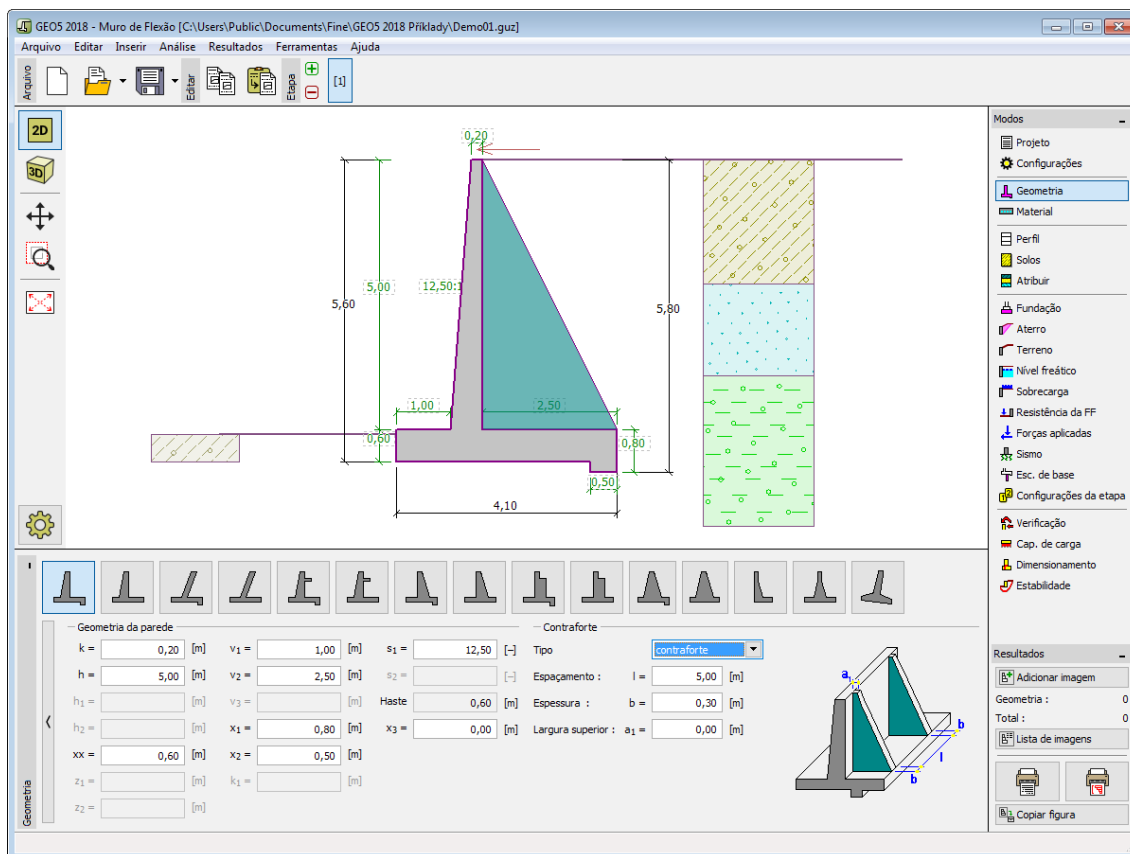 GEO5 2018 - Muro de Flexão [C:\Users\Public\Documents\Fine\GEO5 2018 Příklady\Demo01.guz]
Arquivo Editar Inserir Análise Resultados Ferramentas Ajuda
Arquivo
Editar
Etapa
[1]
2D
3D
0,20
5,00
12,50:1
5,60
5,80
1,00
2,50
0,60
0,80
0,50
4,10
Modos
Projeto
Configurações
Geometria
Material
Perfil
Solos
Atribuir
Fundação
Aterro
Terreno
Nível freático
Sobrecarga
Resistência da FF
Forças aplicadas
Sismo
Esc. de base
Configurações da etapa
Verificação
Cap. de carga
Dimensionamento
Estabilidade
Geometria
Geometria da parede
k = 0,20 [m] v1 = 1,00 [m] s1 = 12,50 [–]
h = 5,00 [m] v2 = 2,50 [m] s2 = [–]
h1 = [m] v3 = [m] Haste 0,60 [m]
h2 = [m] x1 = 0,80 [m] x3 = 0,00 [m]
xx = 0,60 [m] x2 = 0,50 [m]
z1 = [m] k1 = [m]
z2 = [m]
Contraforte
Tipo contraforte
Espaçamento : l = 5,00 [m]
Espessura : b = 0,30 [m]
Largura superior : a1 = 0,00 [m]
a1
b
l
b
Resultados
Adicionar imagem
Geometria : 0
Total : 0
Lista de imagens
Copiar figura